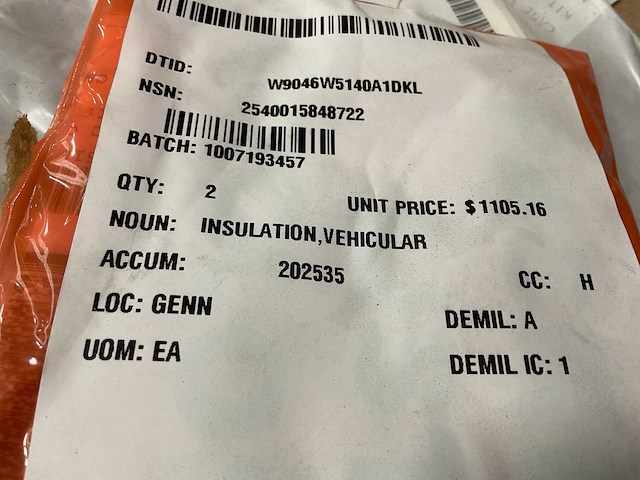 DTID: W9046W5140A1DKL
NSN: 2540015848722
BATCH: 1007193457
QTY: 2 UNIT PRICE: $1105.16
NOUN: INSULATION,VEHICULAR
ACCUM: 202535 CC: H
LOC: GENN DEMIL: A
UOM: EA DEMIL IC: 1